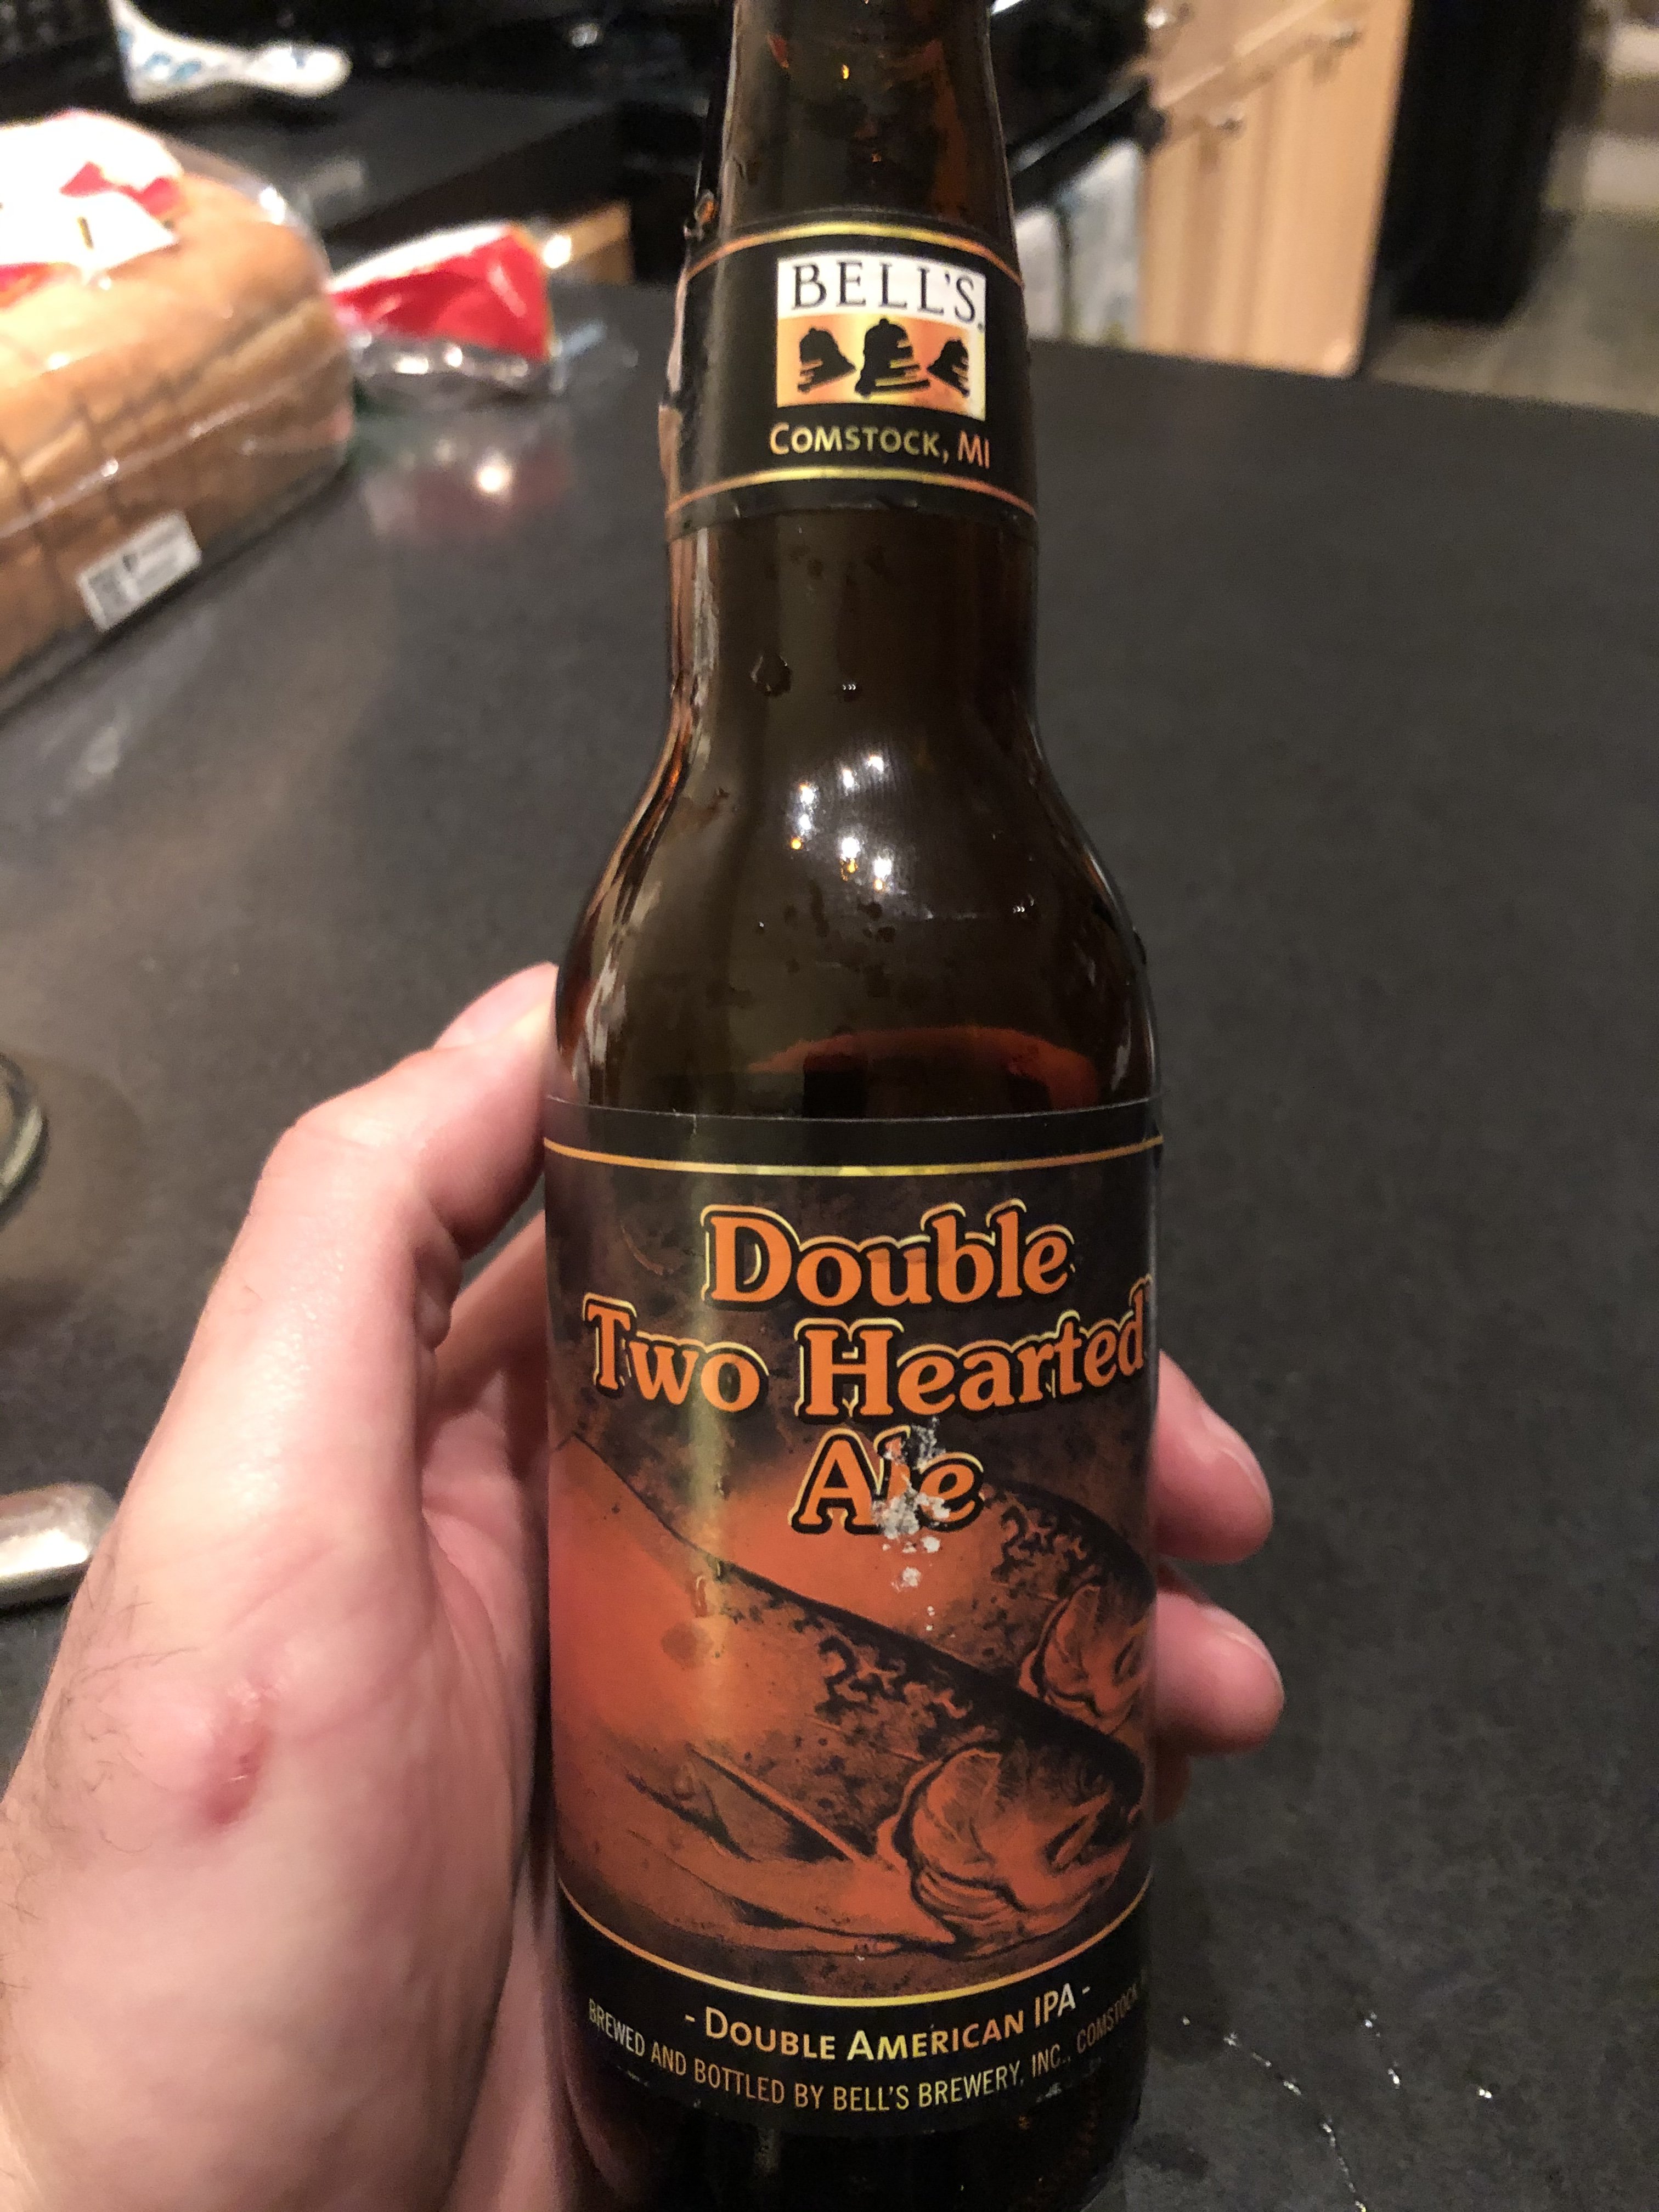 BELL'S
COMSTOCK, MI
Double
Two Hearted
Ale
- DOUBLE AMERICAN IPA -
BREWED AND BOTTLED BY BELL'S BREWERY, INC., COMSTOCK